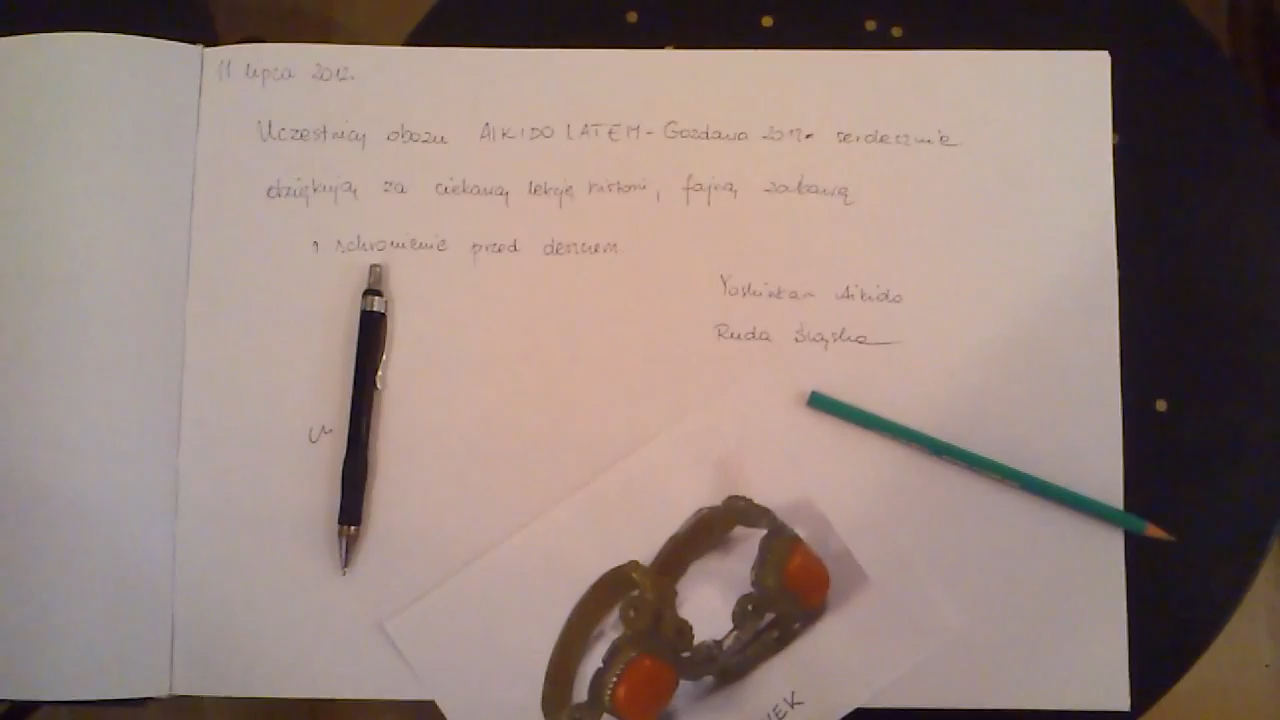 11 lipca 2012.
Uczestnicy obozu AIKIDO LATEM - Gozdawa 2012 serdecznie
dziękują za ciekawą lekcję historii, fajną zabawę
i schronienie przed deszczem
Yoshinkan Aikido
Ruda Śląska